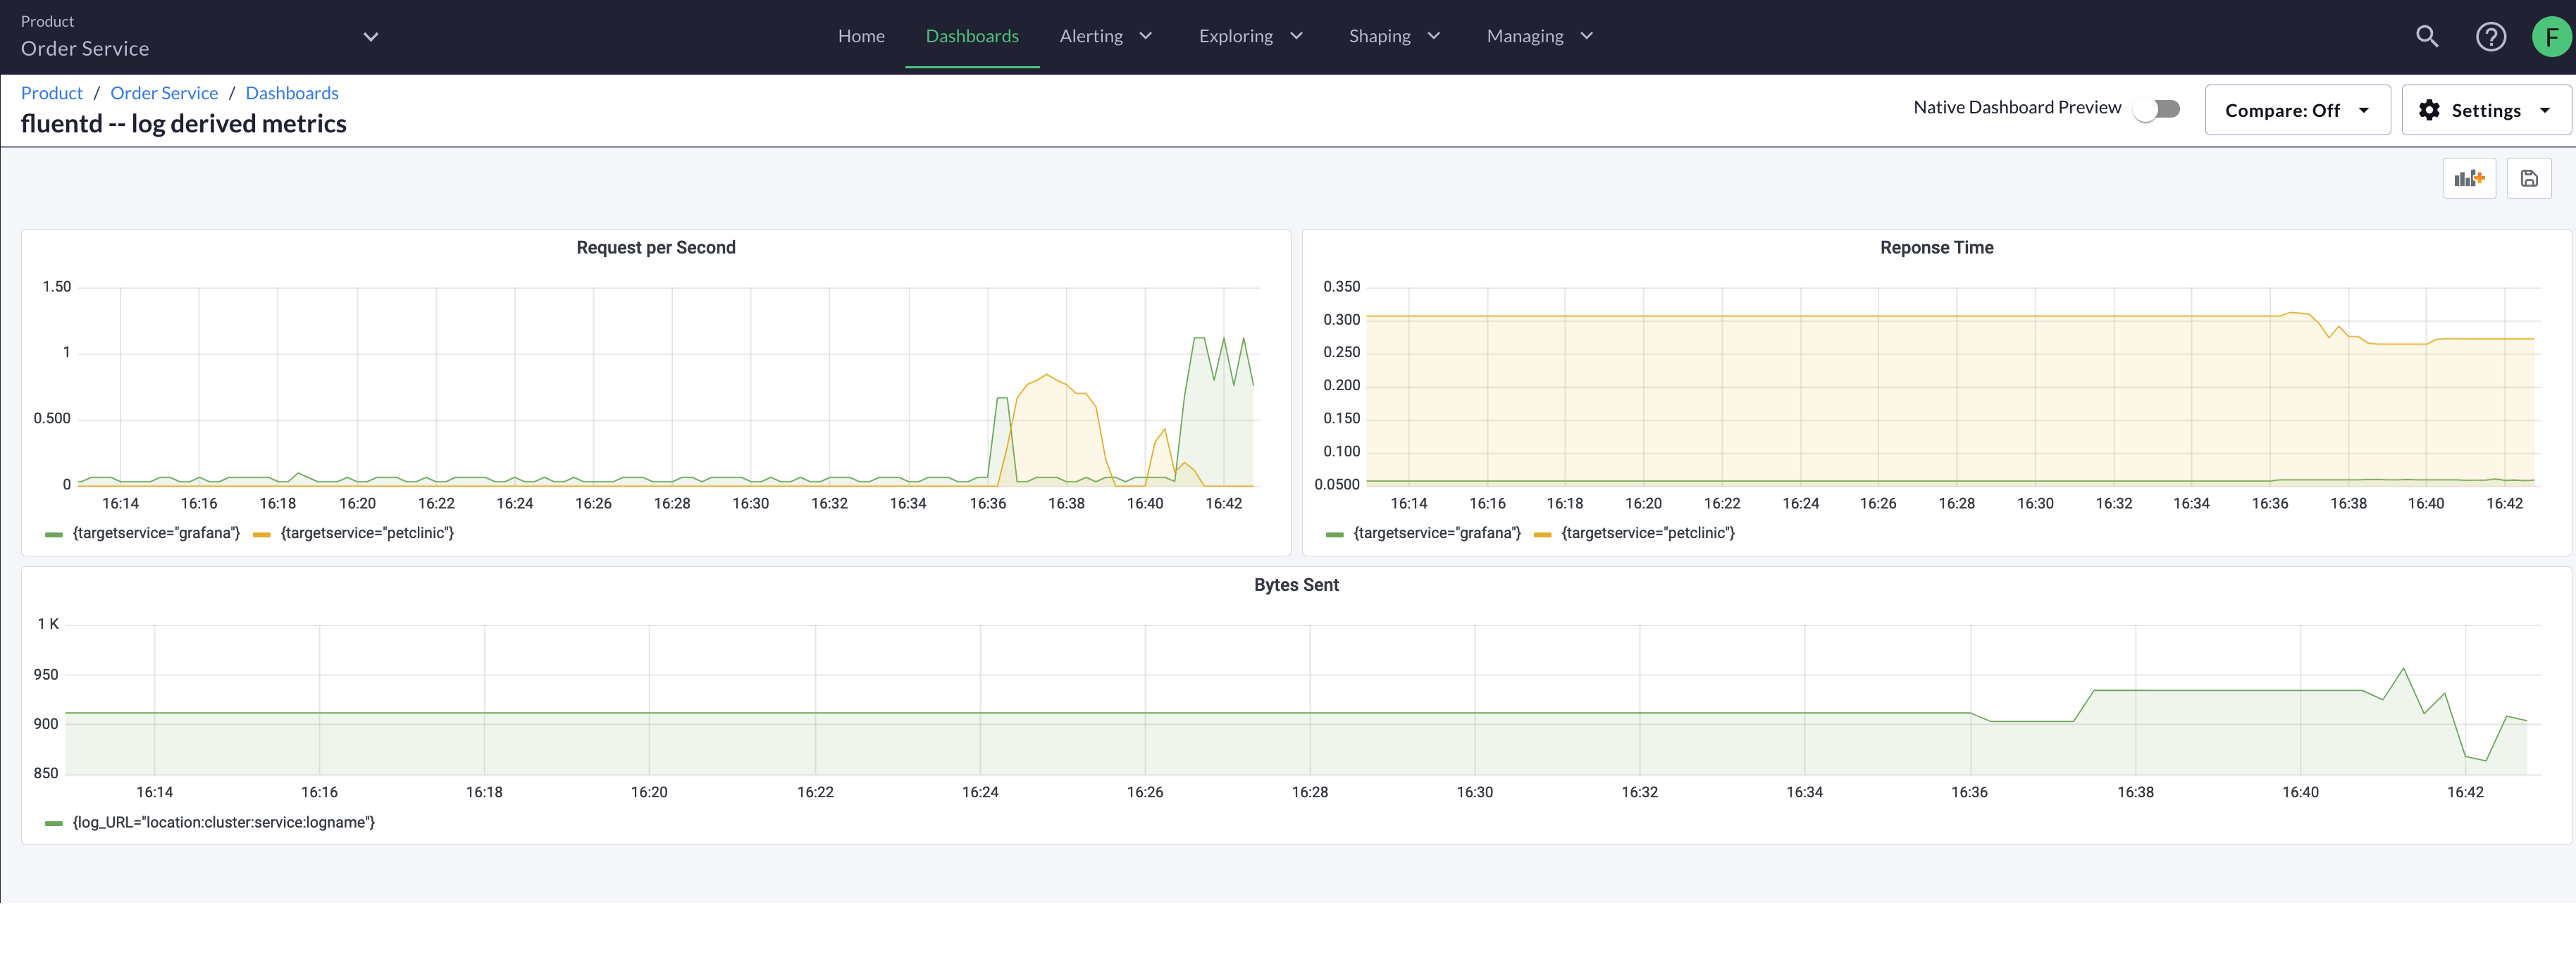 Product
Order Service
Home Dashboards Alerting Exploring Shaping Managing
F
Product / Order Service / Dashboards
fluentd -- log derived metrics
Native Dashboard Preview
Compare: Off
Settings
Request per Second
1.50
1
0.500
0
16:14 16:16 16:18 16:20 16:22 16:24 16:26 16:28 16:30 16:32 16:34 16:36 16:38 16:40 16:42
{targetservice="grafana"} {targetservice="petclinic"}
Reponse Time
0.350
0.300
0.250
0.200
0.150
0.100
0.0500
16:14 16:16 16:18 16:20 16:22 16:24 16:26 16:28 16:30 16:32 16:34 16:36 16:38 16:40 16:42
{targetservice="grafana"} {targetservice="petclinic"}
Bytes Sent
1 K
950
900
850
16:14 16:16 16:18 16:20 16:22 16:24 16:26 16:28 16:30 16:32 16:34 16:36 16:38 16:40 16:42
{log_URL="location:cluster:service:logname"}